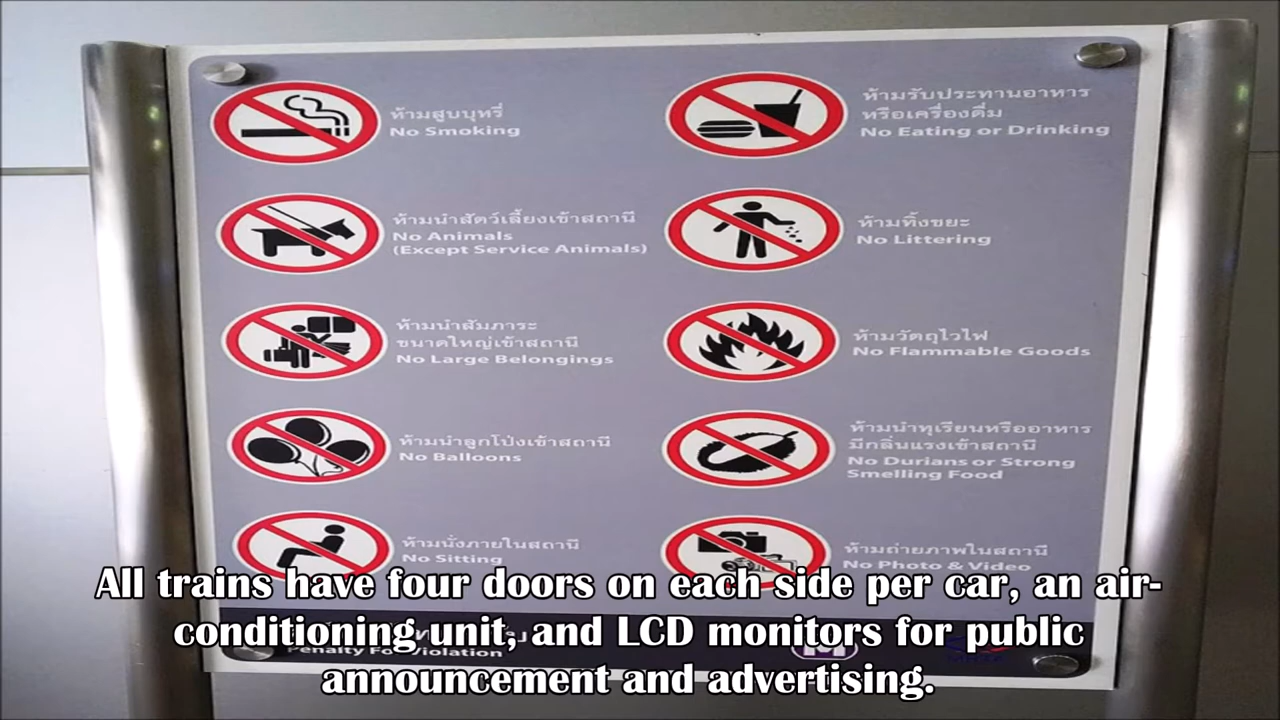 ห้ามสูบบุหรี่
No Smoking
ห้ามรับประทานอาหาร
หรือเครื่องดื่ม
No Eating or Drinking
ห้ามนำสัตว์เลี้ยงเข้าสถานี
No Animals
(Except Service Animals)
ห้ามทิ้งขยะ
No Littering
ห้ามนำสัมภาระ
ขนาดใหญ่เข้าสถานี
No Large Belongings
ห้ามวัตถุไวไฟ
No Flammable Goods
ห้ามนำลูกโป่งเข้าสถานี
No Balloons
ห้ามนำทุเรียนหรืออาหาร
มีกลิ่นแรงเข้าสถานี
No Durians or Strong
Smelling Food
ห้ามนั่งภายในสถานี
No Sitting
ห้ามถ่ายภาพในสถานี
No Photo & Video
Penalty For Violation
All trains have four doors on each side per car, an air-
conditioning unit, and LCD monitors for public
announcement and advertising.